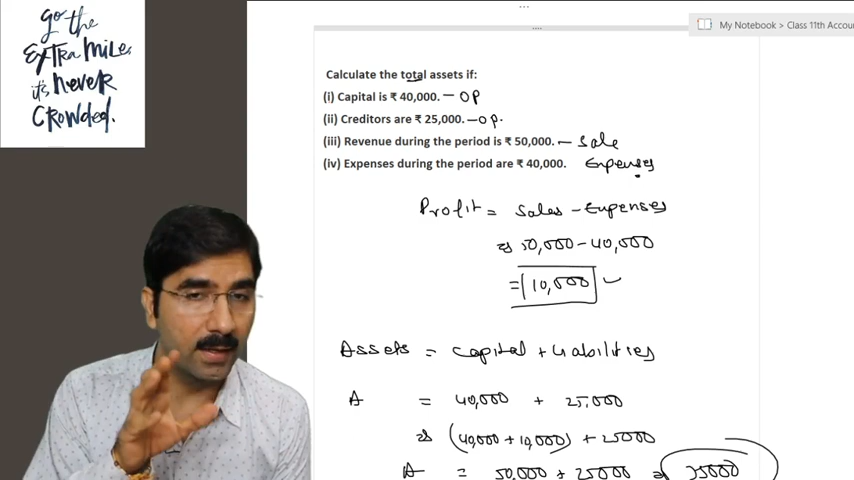 go the
EXTRA MILE,
it's NEVER
CROWDED.
My Notebook > Class 11th Accou
Calculate the total assets if:
(i) Capital is ₹ 40,000. - OP
(ii) Creditors are ₹ 25,000. - OP.
(iii) Revenue during the period is ₹ 50,000. - Sale
(iv) Expenses during the period are ₹ 40,000. Expenses
Profit = Sales - Expenses
50,000 - 40,000
= 10,000
Assets = Capital + Liabilities
A = 40,000 + 25,000
(40,000 + 10,000) + 25000
A = 50,000 + 25000 = 75000